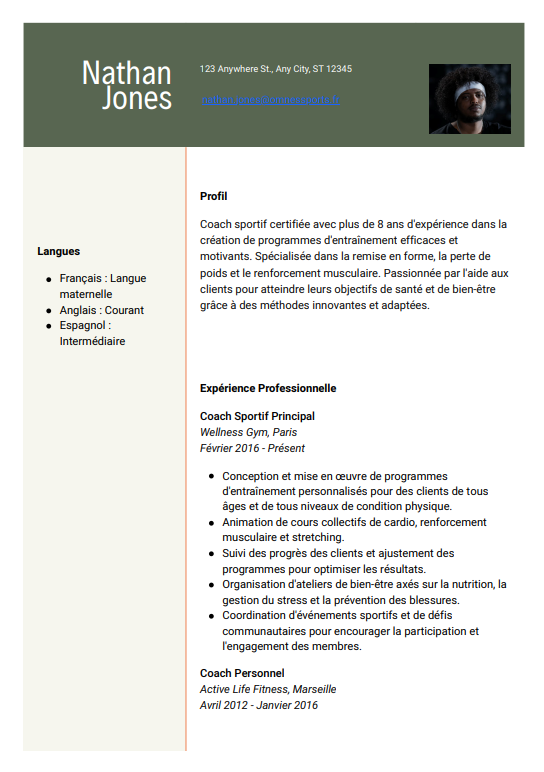 Nathan
Jones
123 Anywhere St., Any City, ST 12345
Langues
Français : Langue
maternelle
Anglais : Courant
Espagnol :
Intermédiaire
Profil
Coach sportif certifiée avec plus de 8 ans d'expérience dans la
création de programmes d'entraînement efficaces et
motivants. Spécialisée dans la remise en forme, la perte de
poids et le renforcement musculaire. Passionnée par l'aide aux
clients pour atteindre leurs objectifs de santé et de bien-être
grâce à des méthodes innovantes et adaptées.
Expérience Professionnelle
Coach Sportif Principal
Wellness Gym, Paris
Février 2016 - Présent
Conception et mise en œuvre de programmes
d'entraînement personnalisés pour des clients de tous
âges et de tous niveaux de condition physique.
Animation de cours collectifs de cardio, renforcement
musculaire et stretching.
Suivi des progrès des clients et ajustement des
programmes pour optimiser les résultats.
Organisation d'ateliers de bien-être axés sur la nutrition, la
gestion du stress et la prévention des blessures.
Coordination d'événements sportifs et de défis
communautaires pour encourager la participation et
l'engagement des membres.
Coach Personnel
Active Life Fitness, Marseille
Avril 2012 - Janvier 2016